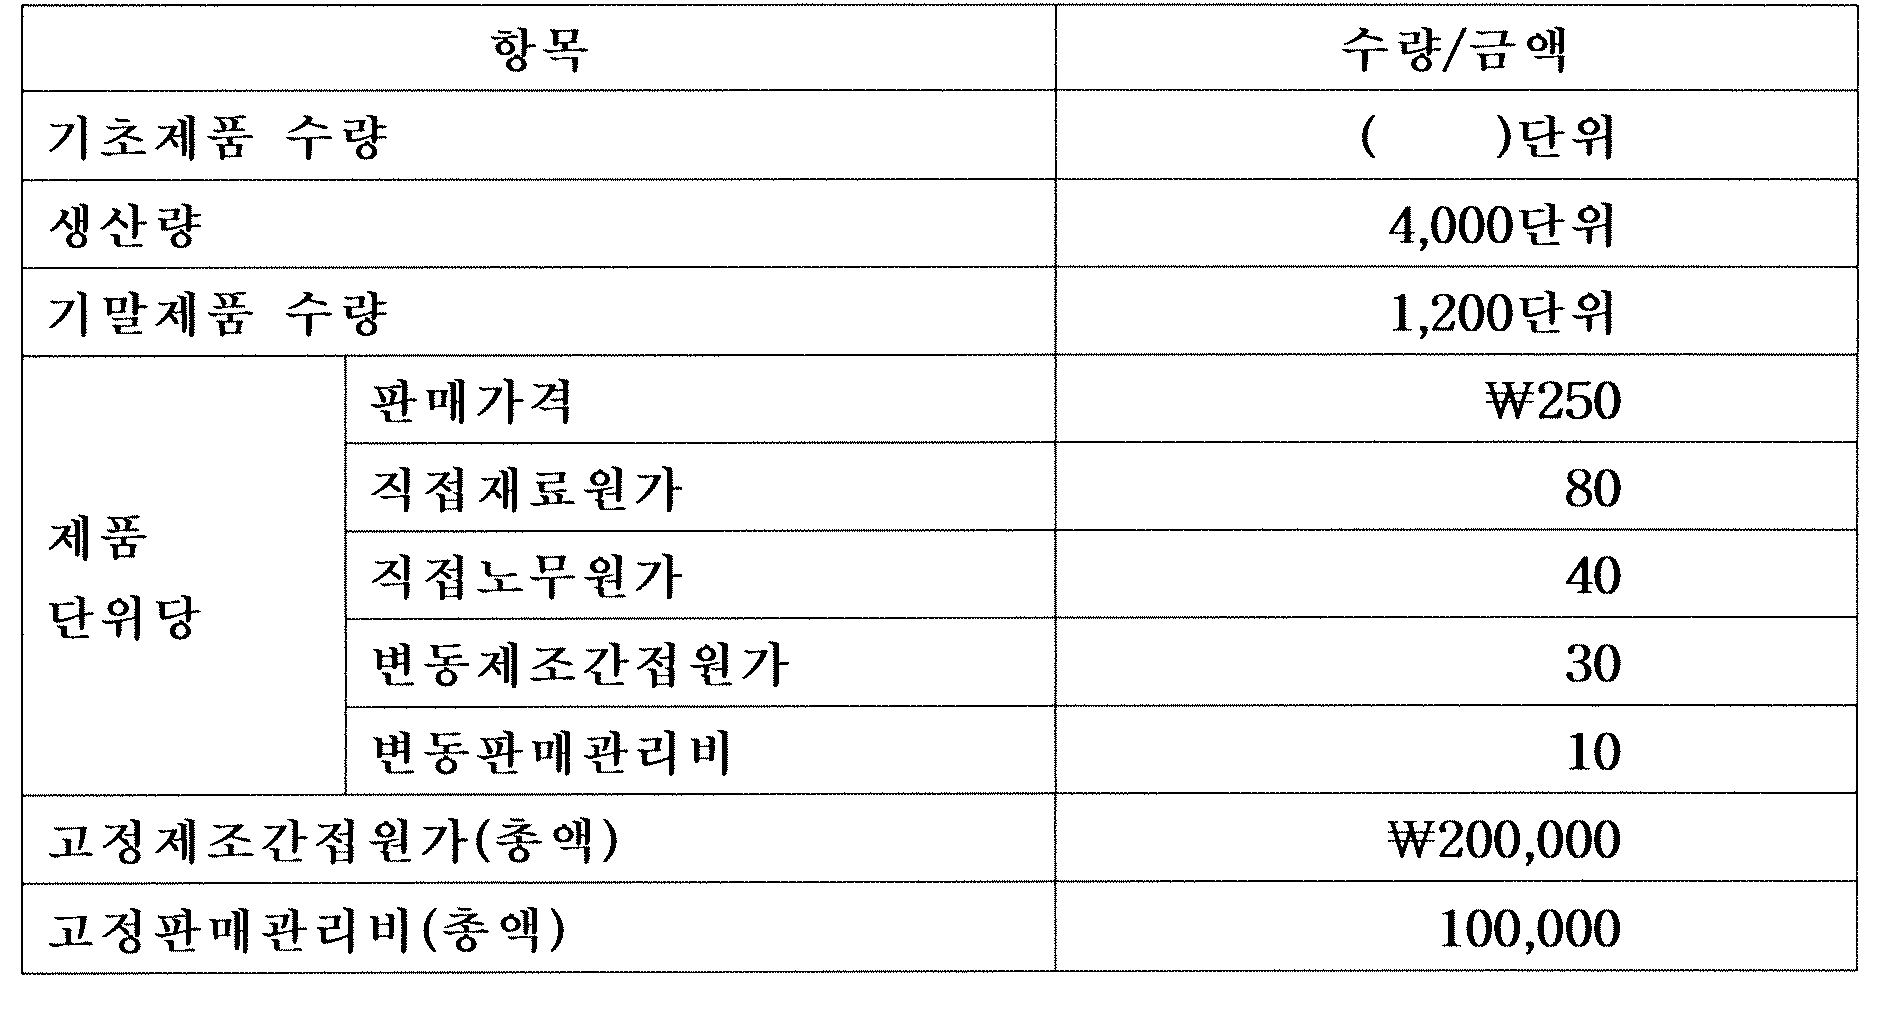 항목 수량/금액
기초제품 수량 (    )단위
생산량 4,000단위
기말제품 수량 1,200단위
제품
단위당
판매가격 ₩250
직접재료원가 80
직접노무원가 40
변동제조간접원가 30
변동판매관리비 10
고정제조간접원가(총액) ₩200,000
고정판매관리비(총액) 100,000